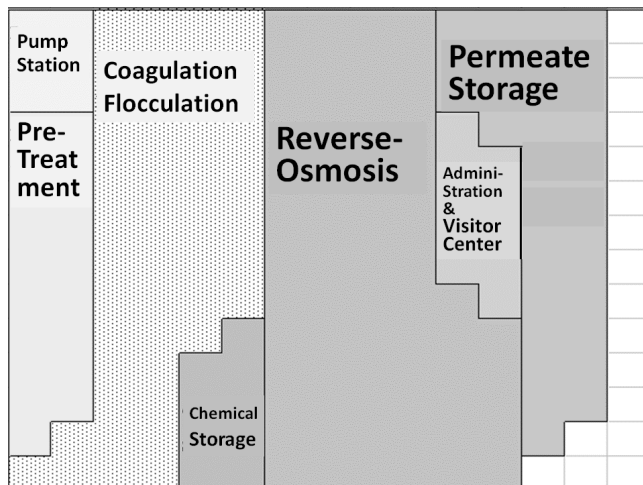 Pump
Station
Coagulation
Flocculation
Pre-
Treat
ment
Reverse-
Osmosis
Permeate
Storage
Admini-
Stration
&
Visitor
Center
Chemical
Storage